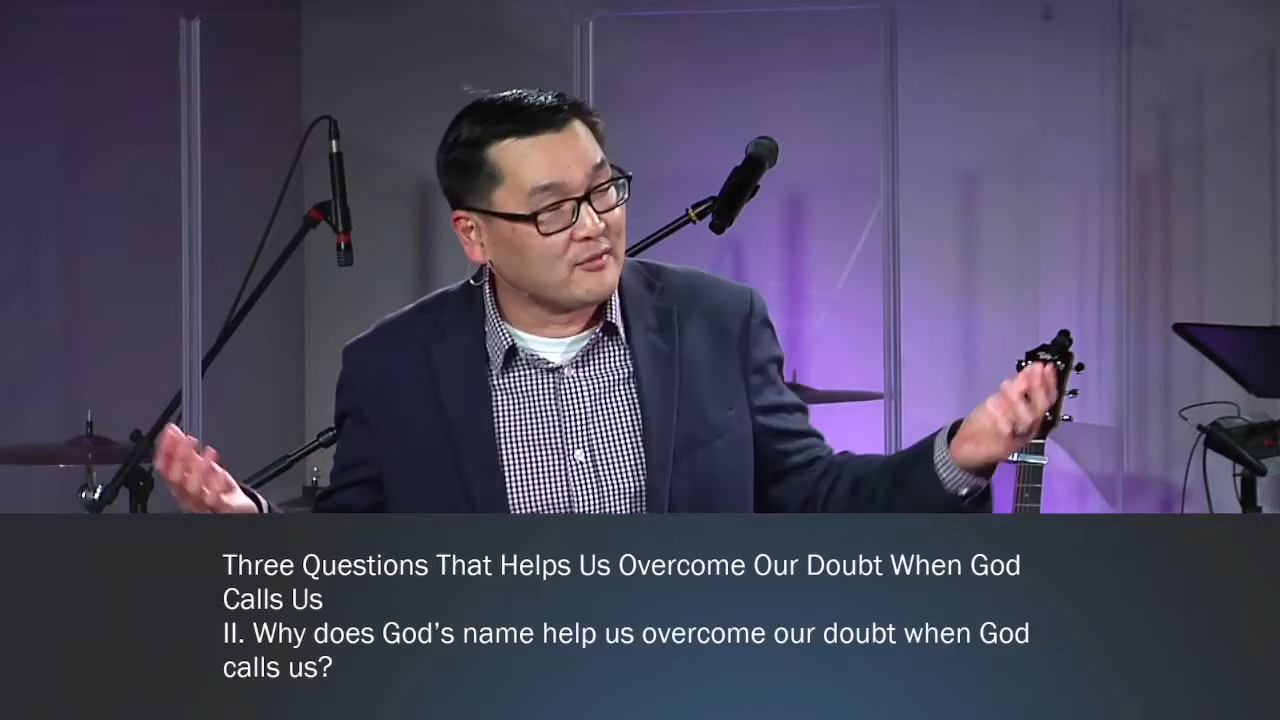 Three Questions That Helps Us Overcome Our Doubt When God
Calls Us
II. Why does God’s name help us overcome our doubt when God
calls us?